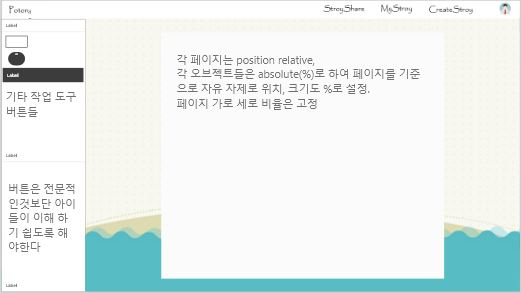 Potory
StroyShare
MyStroy
CreateStroy
Label
Label
기타 작업 도구
버튼들
Label
버튼은 전문적
인것보단 아이
들이 이해 하
기 쉽도록 해
야한다
Label
각 페이지는 position relative,
각 오브젝트들은 absolute(%)로 하여 페이지를 기준
으로 자유 자제로 위치, 크기도 %로 설정.
페이지 가로 세로 비율은 고정